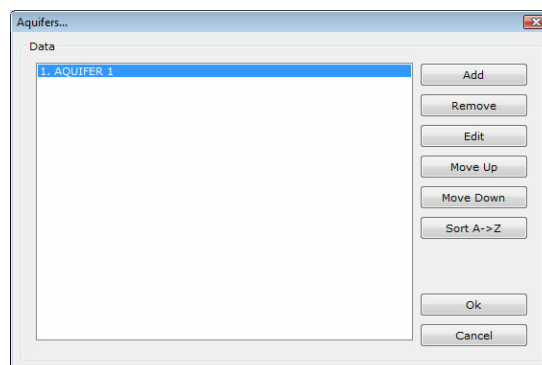 Aquifers...
Data
1. AQUIFER 1
Add
Remove
Edit
Move Up
Move Down
Sort A->Z
Ok
Cancel